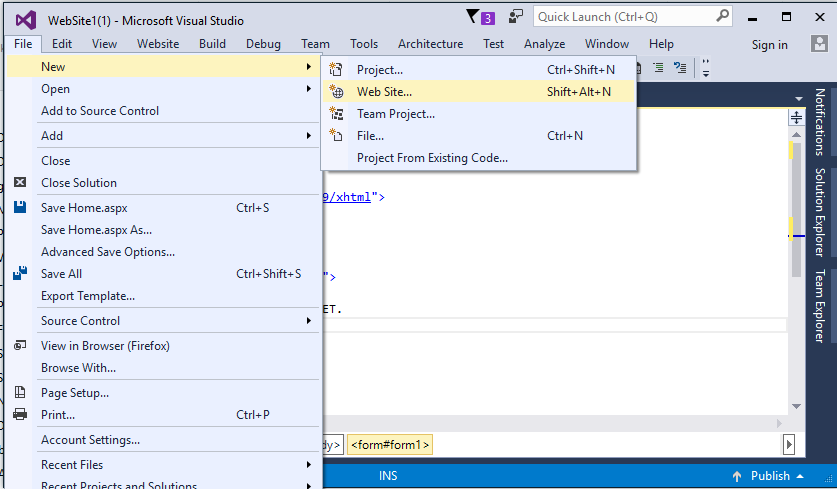 WebSite1(1) - Microsoft Visual Studio
3
Quick Launch (Ctrl+Q)
File Edit View Website Build Debug Team Tools Architecture Test Analyze Window Help Sign in
New
Project... Ctrl+Shift+N
Web Site... Shift+Alt+N
Team Project...
File... Ctrl+N
Project From Existing Code...
Open
Add to Source Control
Add
Close
Close Solution
Save Home.aspx Ctrl+S
Save Home.aspx As...
Advanced Save Options...
Save All Ctrl+Shift+S
Export Template...
Source Control
View in Browser (Firefox)
Browse With...
Page Setup...
Print... Ctrl+P
Account Settings...
Recent Files
Recent Projects and Solutions
9/xhtml">
">
ET.
dy>
<form#form1>
INS
Publish
Notifications
Solution Explorer
Team Explorer